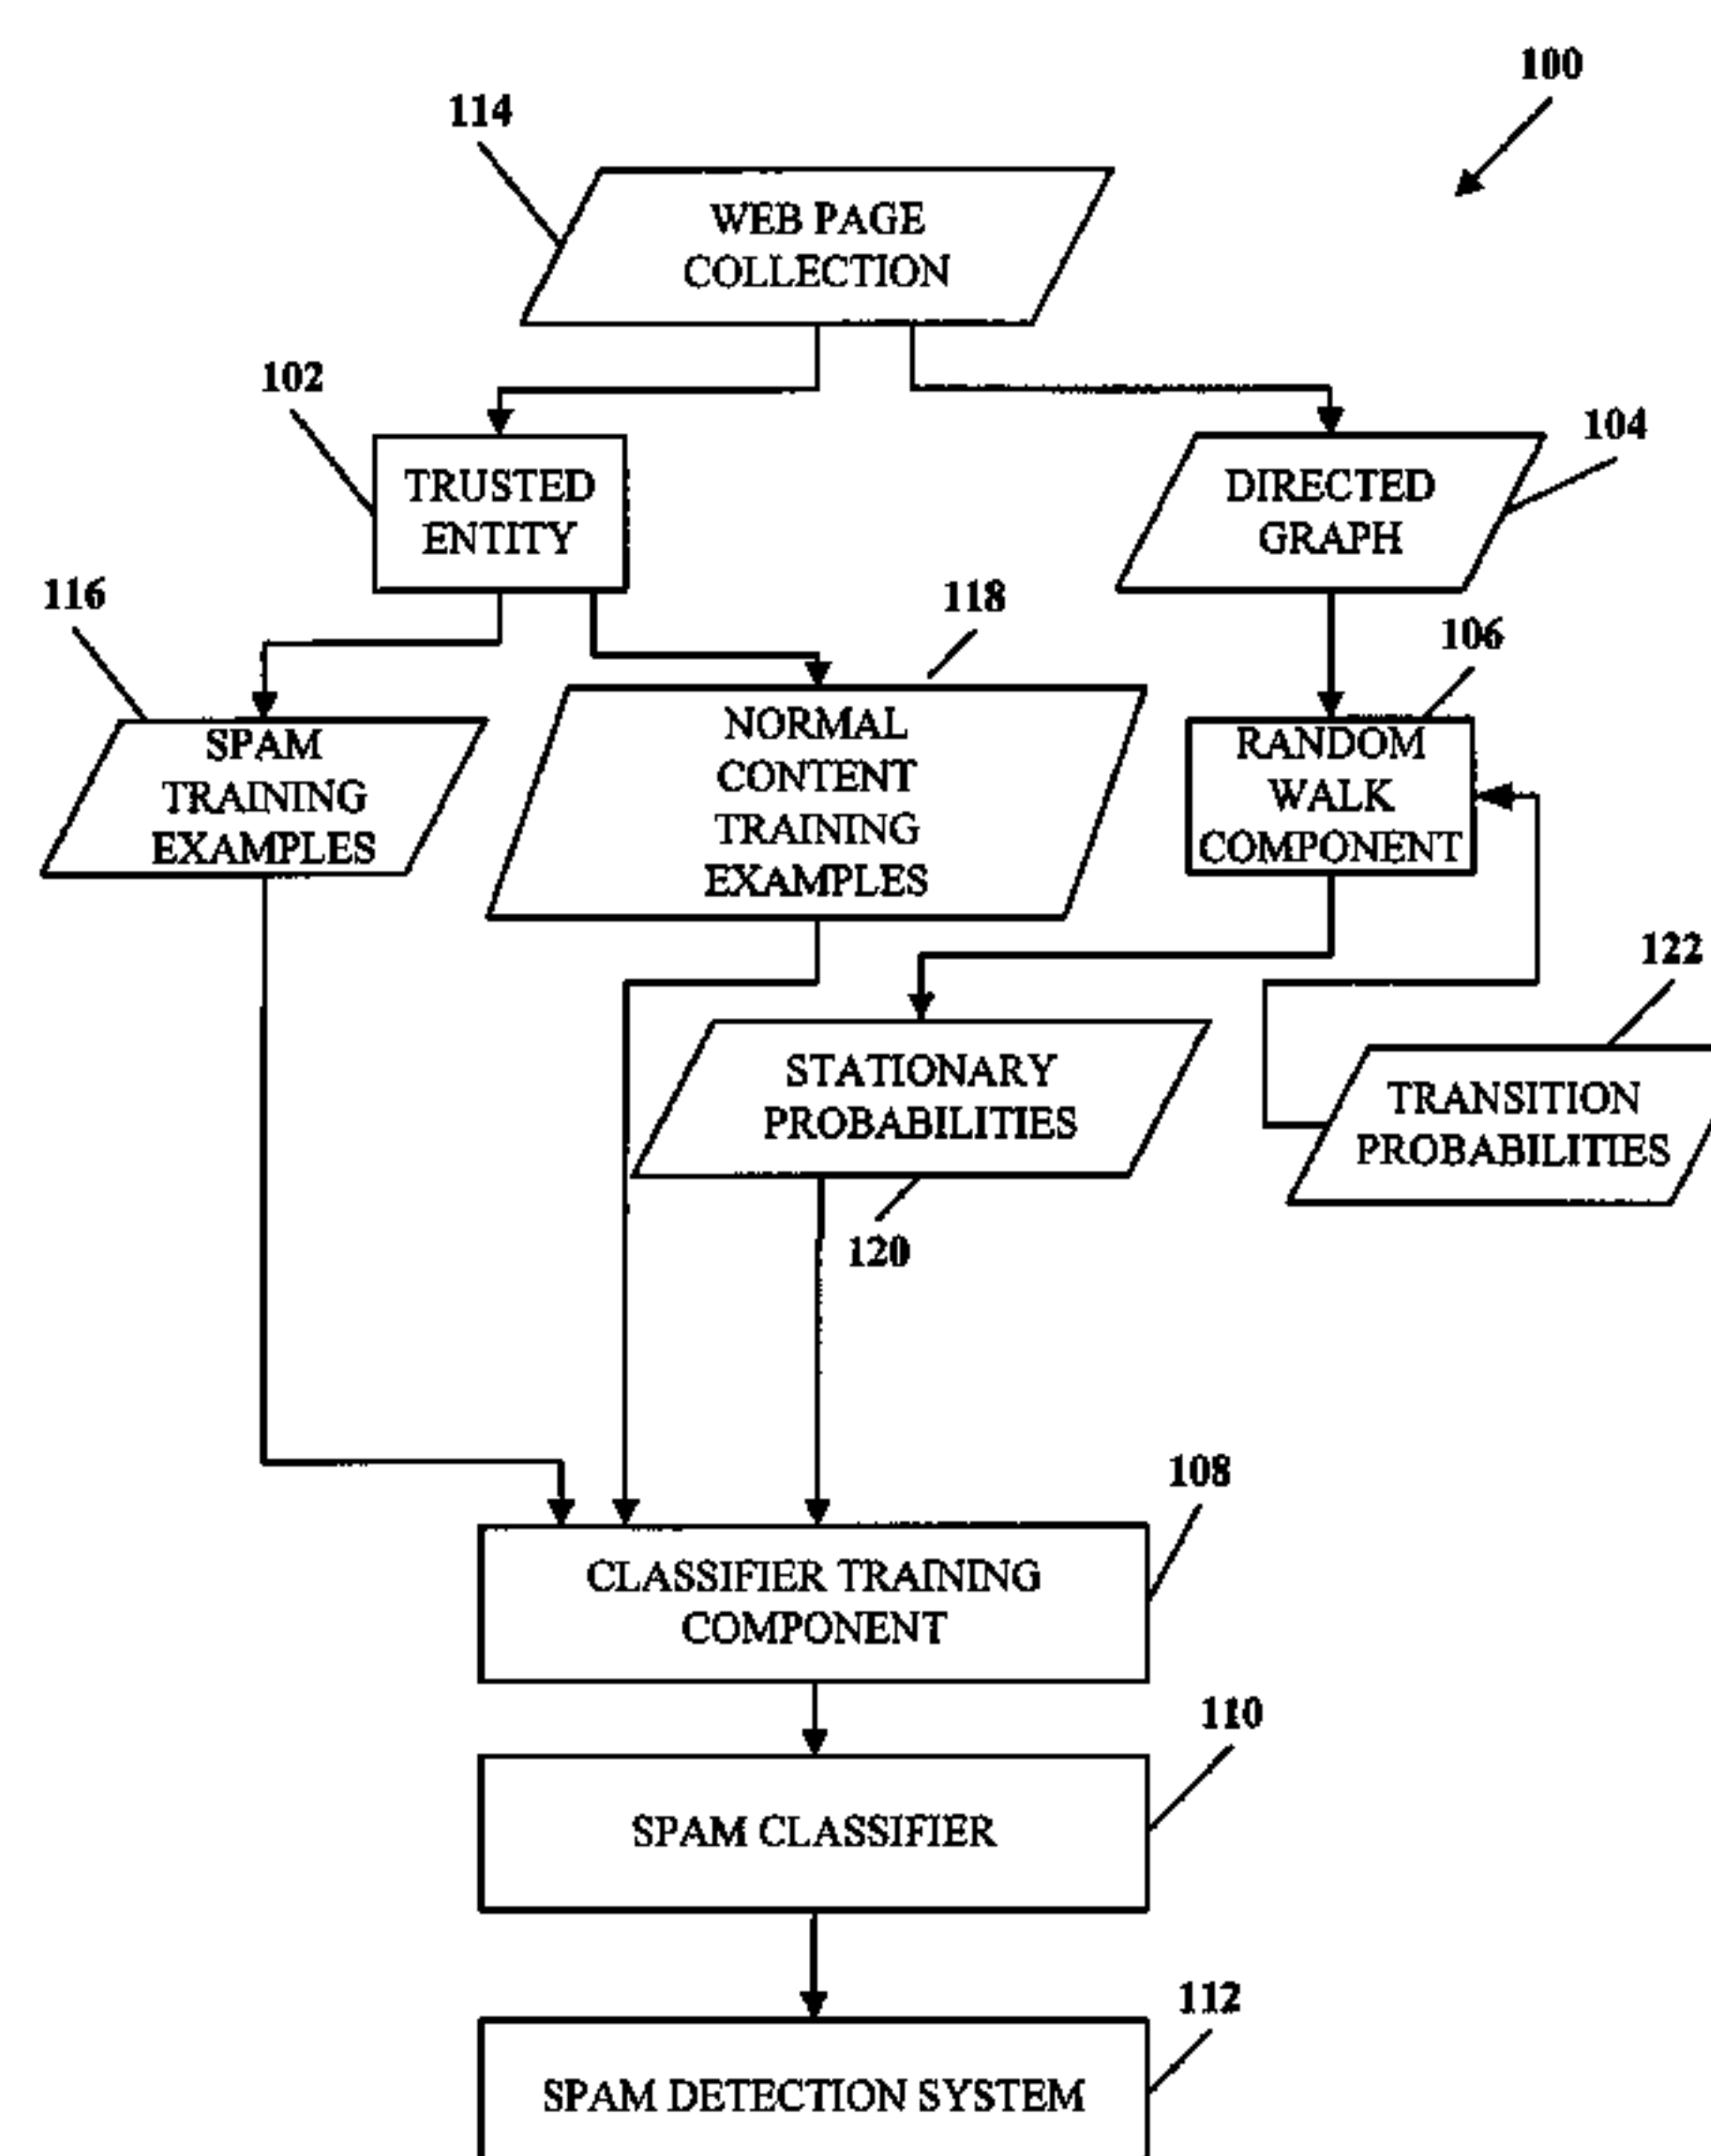 100
114
WEB PAGE
COLLECTION
102
TRUSTED
ENTITY
104
DIRECTED
GRAPH
116
118
106
SPAM
TRAINING
EXAMPLES
NORMAL
CONTENT
TRAINING
EXAMPLES
RANDOM
WALK
COMPONENT
122
STATIONARY
PROBABILITIES
TRANSITION
PROBABILITIES
120
108
CLASSIFIER TRAINING
COMPONENT
110
SPAM CLASSIFIER
112
SPAM DETECTION SYSTEM